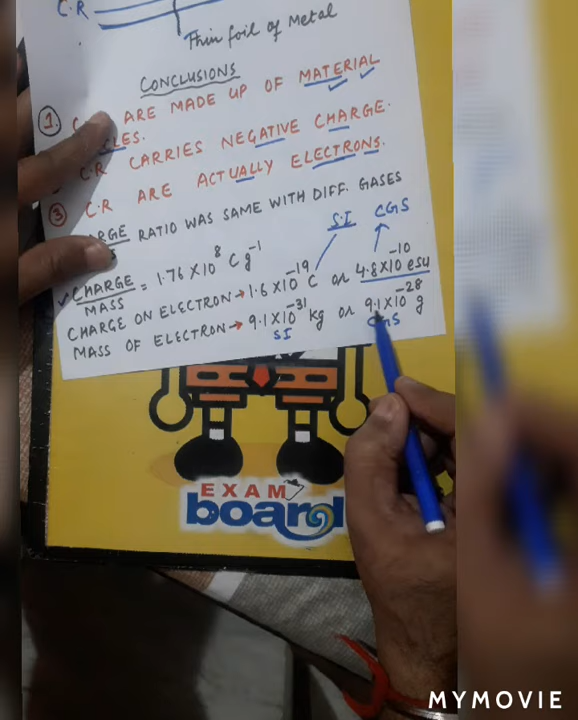 C.R
Thin foil of Metal
CONCLUSIONS
1. ARE MADE UP OF MATERIAL
C.R CARRIES NEGATIVE CHARGE.
3 C.R ARE ACTUALLY ELECTRONS.
RATIO WAS SAME WITH DIFF. GASES
S.I CGS
CHARGE/MASS = 1.76 × 10^8 C g^-1
CHARGE ON ELECTRON → 1.6 × 10^-19 C or 4.8 × 10^-10 esu
MASS OF ELECTRON → 9.1 × 10^-31 kg or 9.1 × 10^-28 g
SI CGS
EXAM
board
MYMOVIE